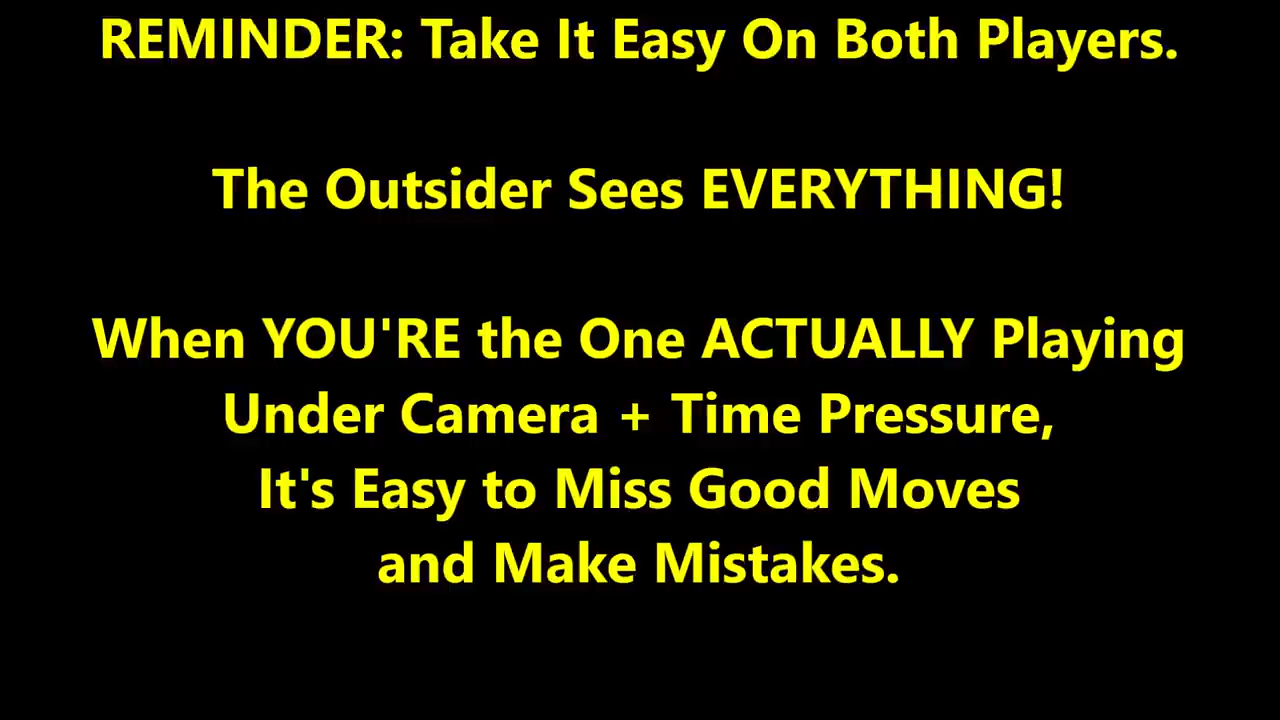 REMINDER: Take It Easy On Both Players.
The Outsider Sees EVERYTHING!
When YOU'RE the One ACTUALLY Playing
Under Camera + Time Pressure,
It's Easy to Miss Good Moves
and Make Mistakes.